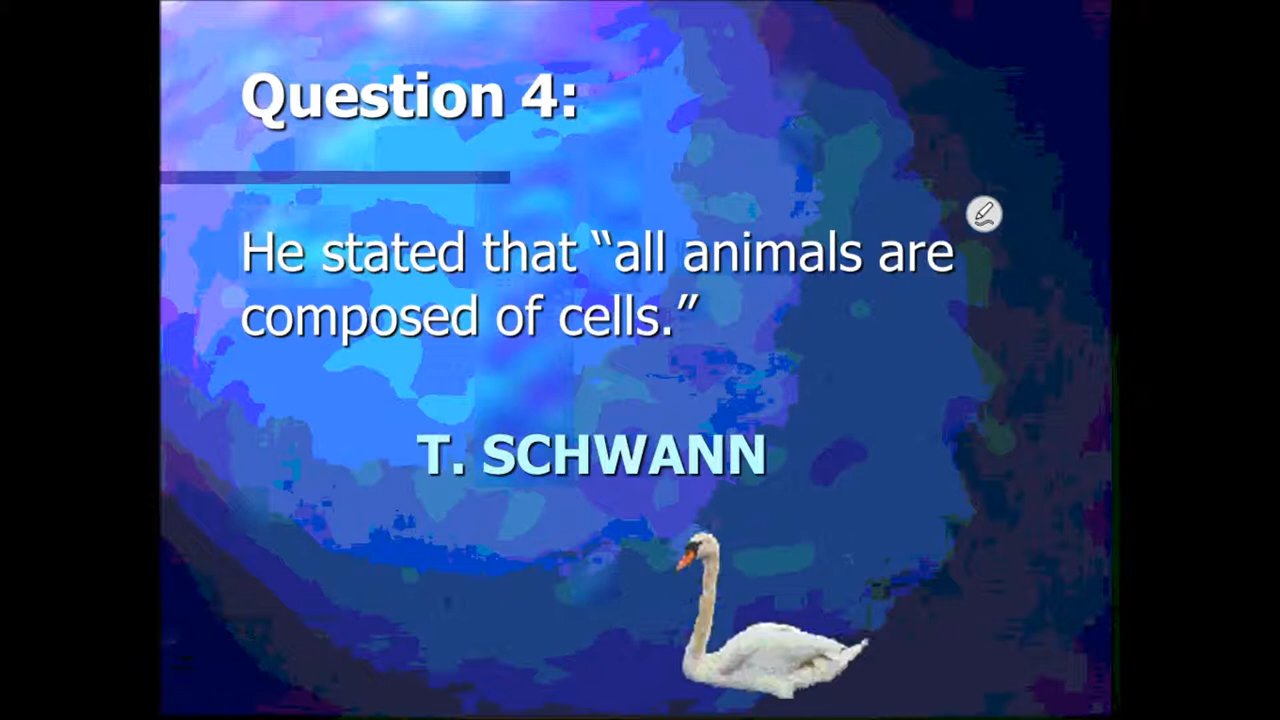 Question 4:
He stated that “all animals are
composed of cells.”
T. SCHWANN